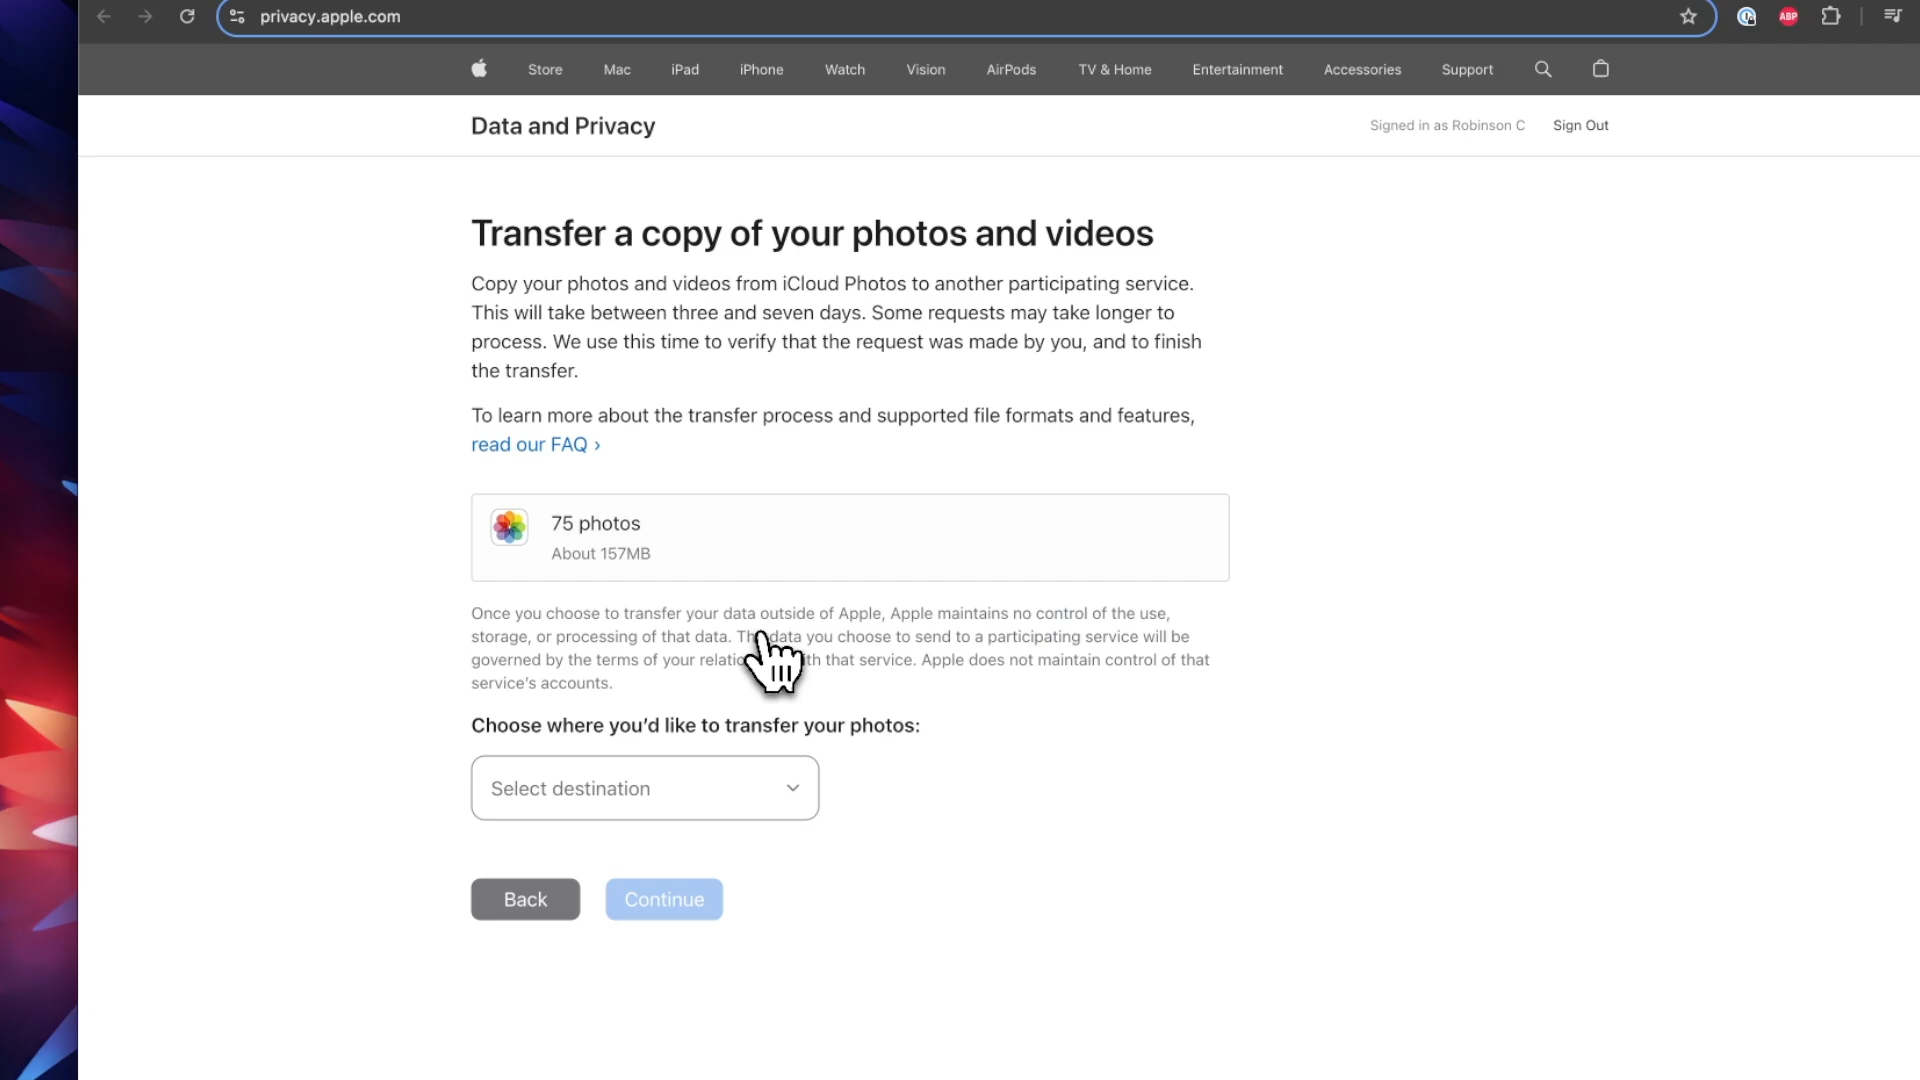 privacy.apple.com
ABP
Store Mac iPad iPhone Watch Vision AirPods TV & Home Entertainment Accessories Support
Data and Privacy
Signed in as Robinson C Sign Out
Transfer a copy of your photos and videos
Copy your photos and videos from iCloud Photos to another participating service.
This will take between three and seven days. Some requests may take longer to
process. We use this time to verify that the request was made by you, and to finish
the transfer.
To learn more about the transfer process and supported file formats and features,
read our FAQ ›
75 photos
About 157MB
Once you choose to transfer your data outside of Apple, Apple maintains no control of the use,
storage, or processing of that data. The data you choose to send to a participating service will be
governed by the terms of your relationship with that service. Apple does not maintain control of that
service's accounts.
Choose where you'd like to transfer your photos:
Select destination
Back Continue